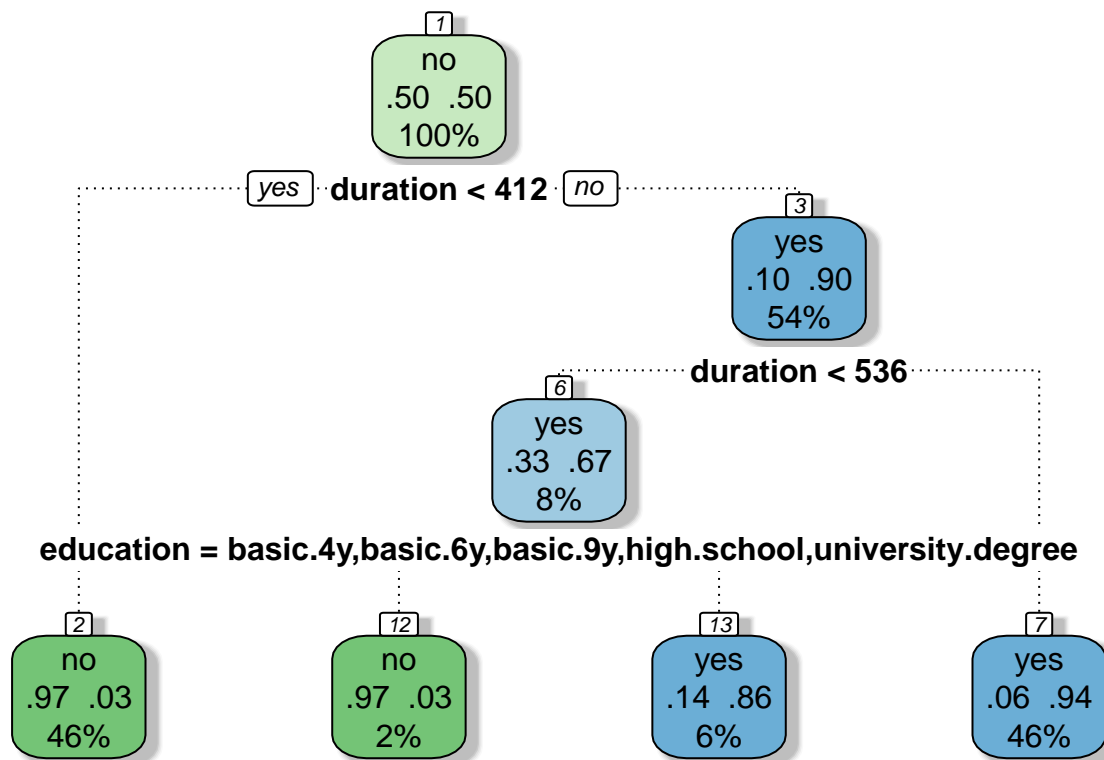 1
no
.50 .50
100%
yes duration < 412 no
3
yes
.10 .90
54%
duration < 536
6
yes
.33 .67
8%
education = basic.4y,basic.6y,basic.9y,high.school,university.degree
2
no
.97 .03
46%
12
no
.97 .03
2%
13
yes
.14 .86
6%
7
yes
.06 .94
46%